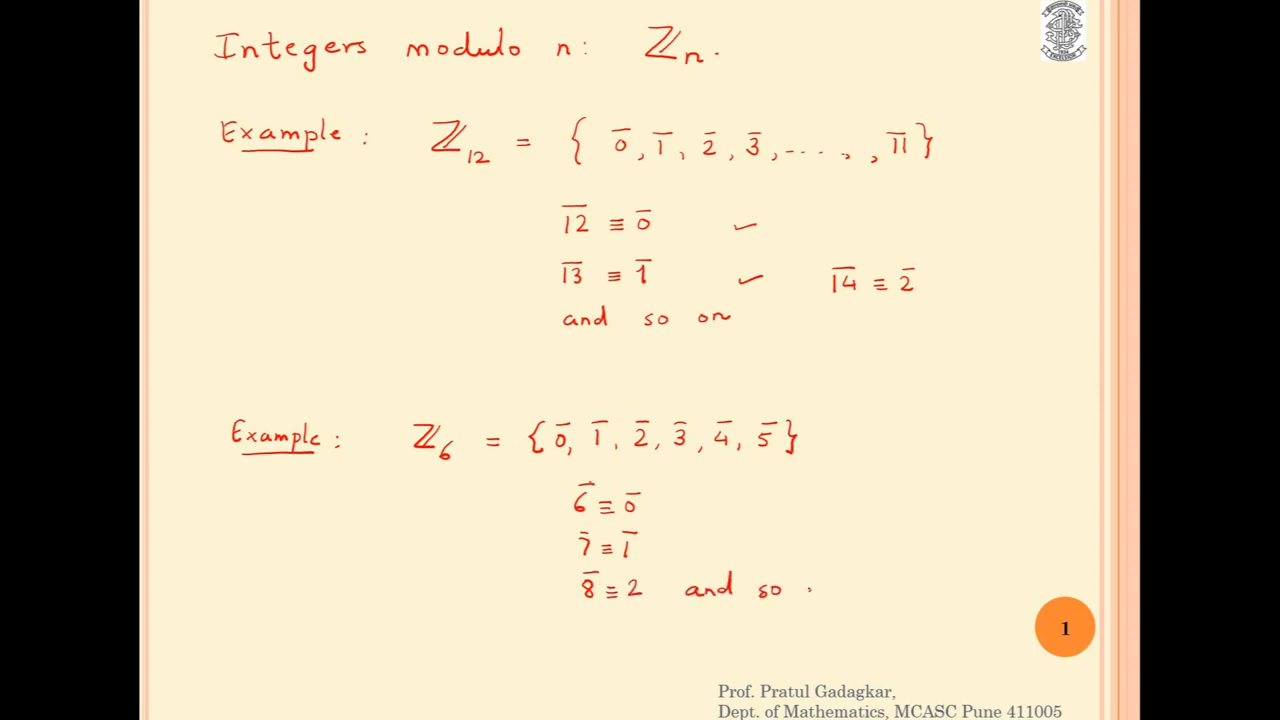 Integers modulo n: ℤₙ.
Example: ℤ₁₂ = { 0̅, 1̅, 2̅, 3̅, ...., , 1̅1̅ }
1̅2̅ ≡ 0̅ ✓
1̅3̅ ≡ 1̅ ✓ 1̅4̅ ≡ 2̅
and so on
Example: ℤ₆ = { 0̅, 1̅, 2̅, 3̅, 4̅, 5̅ }
6̅ ≡ 0̅
7̅ ≡ 1̅
8̅ ≡ 2 and so
1
Prof. Pratul Gadagkar,
Dept. of Mathematics, MCASC Pune 411005